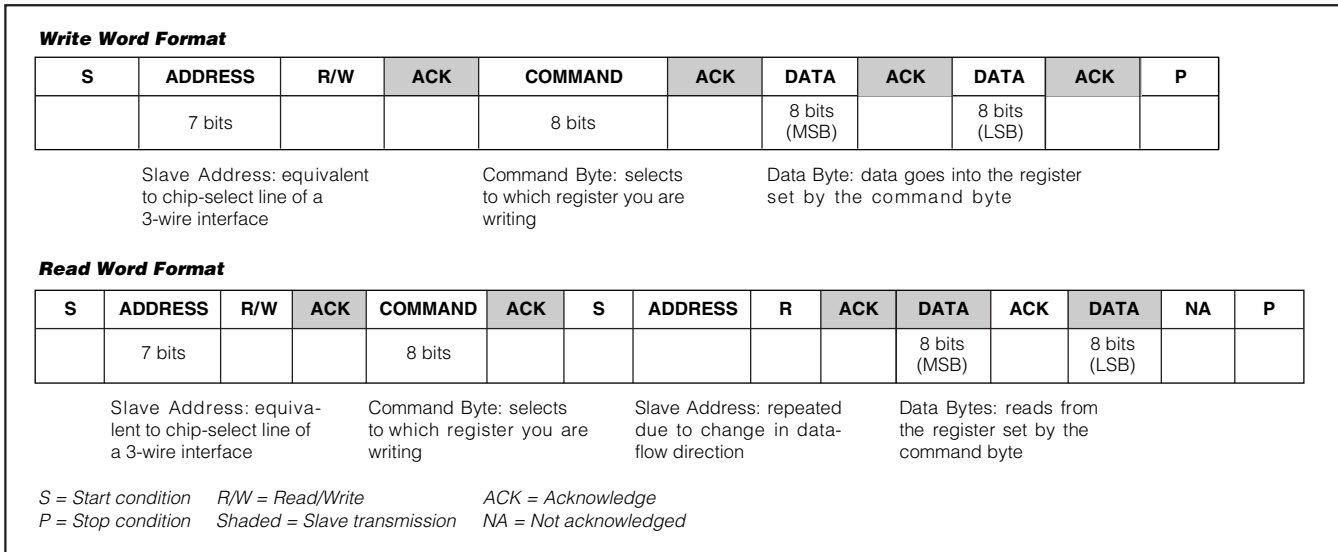 Write Word Format
S ADDRESS R/W ACK COMMAND ACK DATA ACK DATA ACK P
7 bits 8 bits 8 bits (MSB) 8 bits (LSB)
Slave Address: equivalent
to chip-select line of a
3-wire interface
Command Byte: selects
to which register you are
writing
Data Byte: data goes into the register
set by the command byte
Read Word Format
S ADDRESS R/W ACK COMMAND ACK S ADDRESS R ACK DATA ACK DATA NA P
7 bits 8 bits 8 bits (MSB) 8 bits (LSB)
Slave Address: equiva-
lent to chip-select line of
a 3-wire interface
Command Byte: selects
to which register you are
writing
Slave Address: repeated
due to change in data-
flow direction
Data Bytes: reads from
the register set by the
command byte
S = Start condition R/W = Read/Write ACK = Acknowledge
P = Stop condition Shaded = Slave transmission NA = Not acknowledged